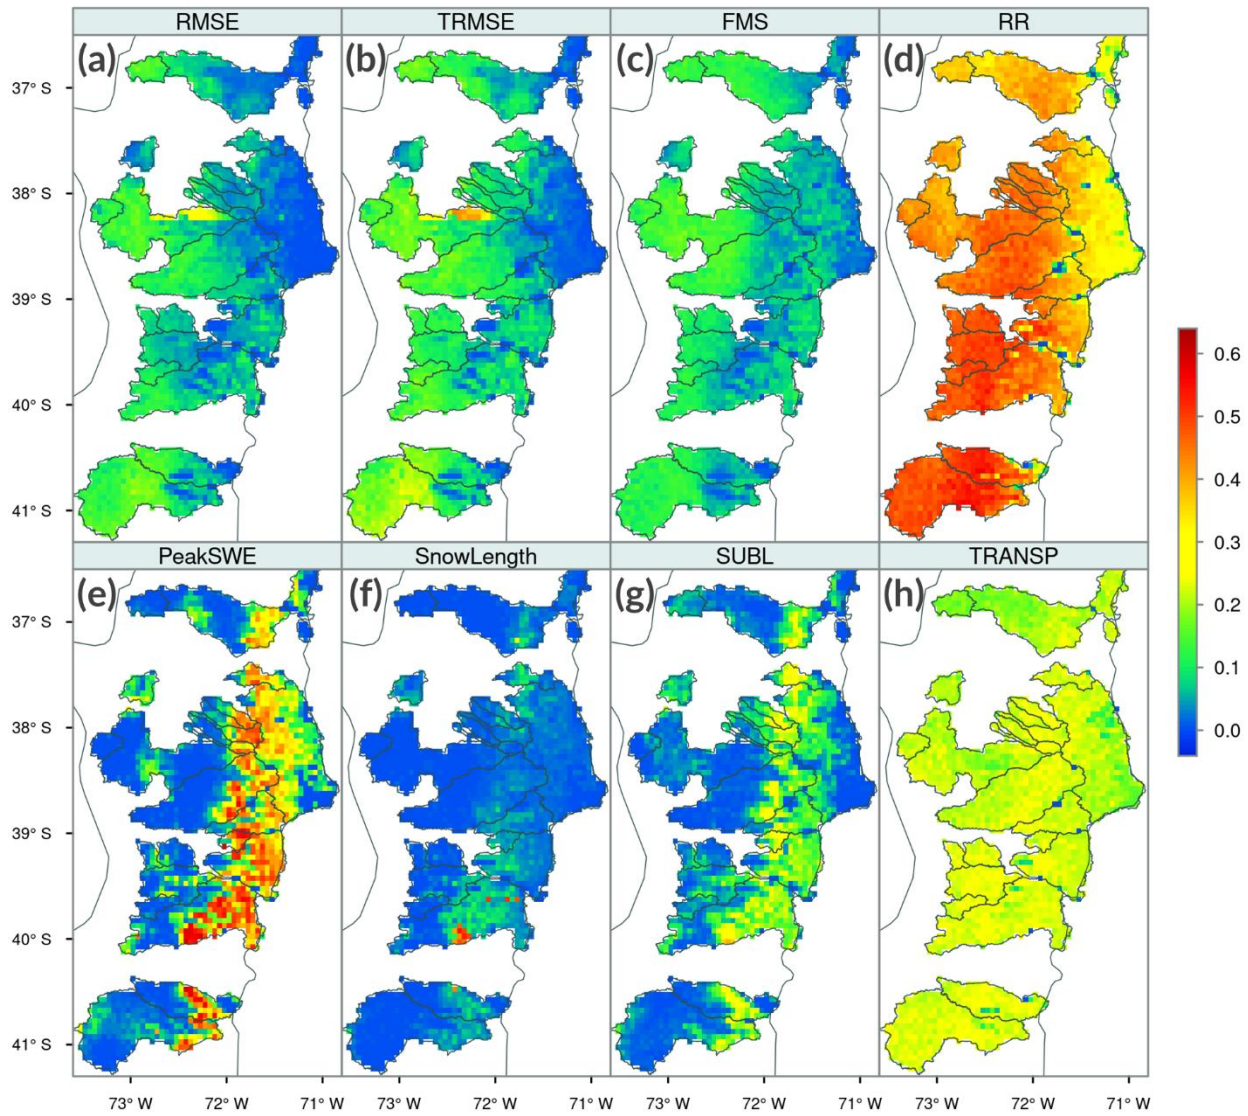 RMSE TRMSE FMS RR
(a) (b) (c) (d)
37° S
38° S
39° S
40° S
41° S
PeakSWE SnowLength SUBL TRANSP
(e) (f) (g) (h)
37° S
38° S
39° S
40° S
41° S
73° W 72° W 71° W 73° W 72° W 71° W 73° W 72° W 71° W 73° W 72° W 71° W
0.6
0.5
0.4
0.3
0.2
0.1
0.0